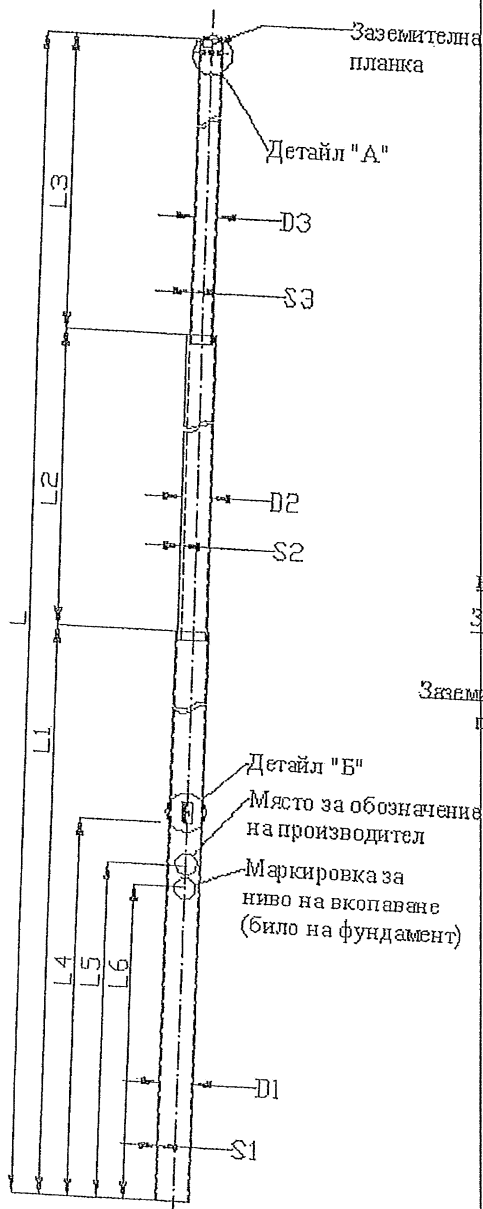 Заземителна
планка
Детайл "А"
L3
D3
S3
L2
D2
S2
L
L1
Зазем
Детайл "Б"
Място за обозначение
на производител
Маркировка за
ниво на вкопаване
(било на фундамент)
L4
L5
L6
D1
S1